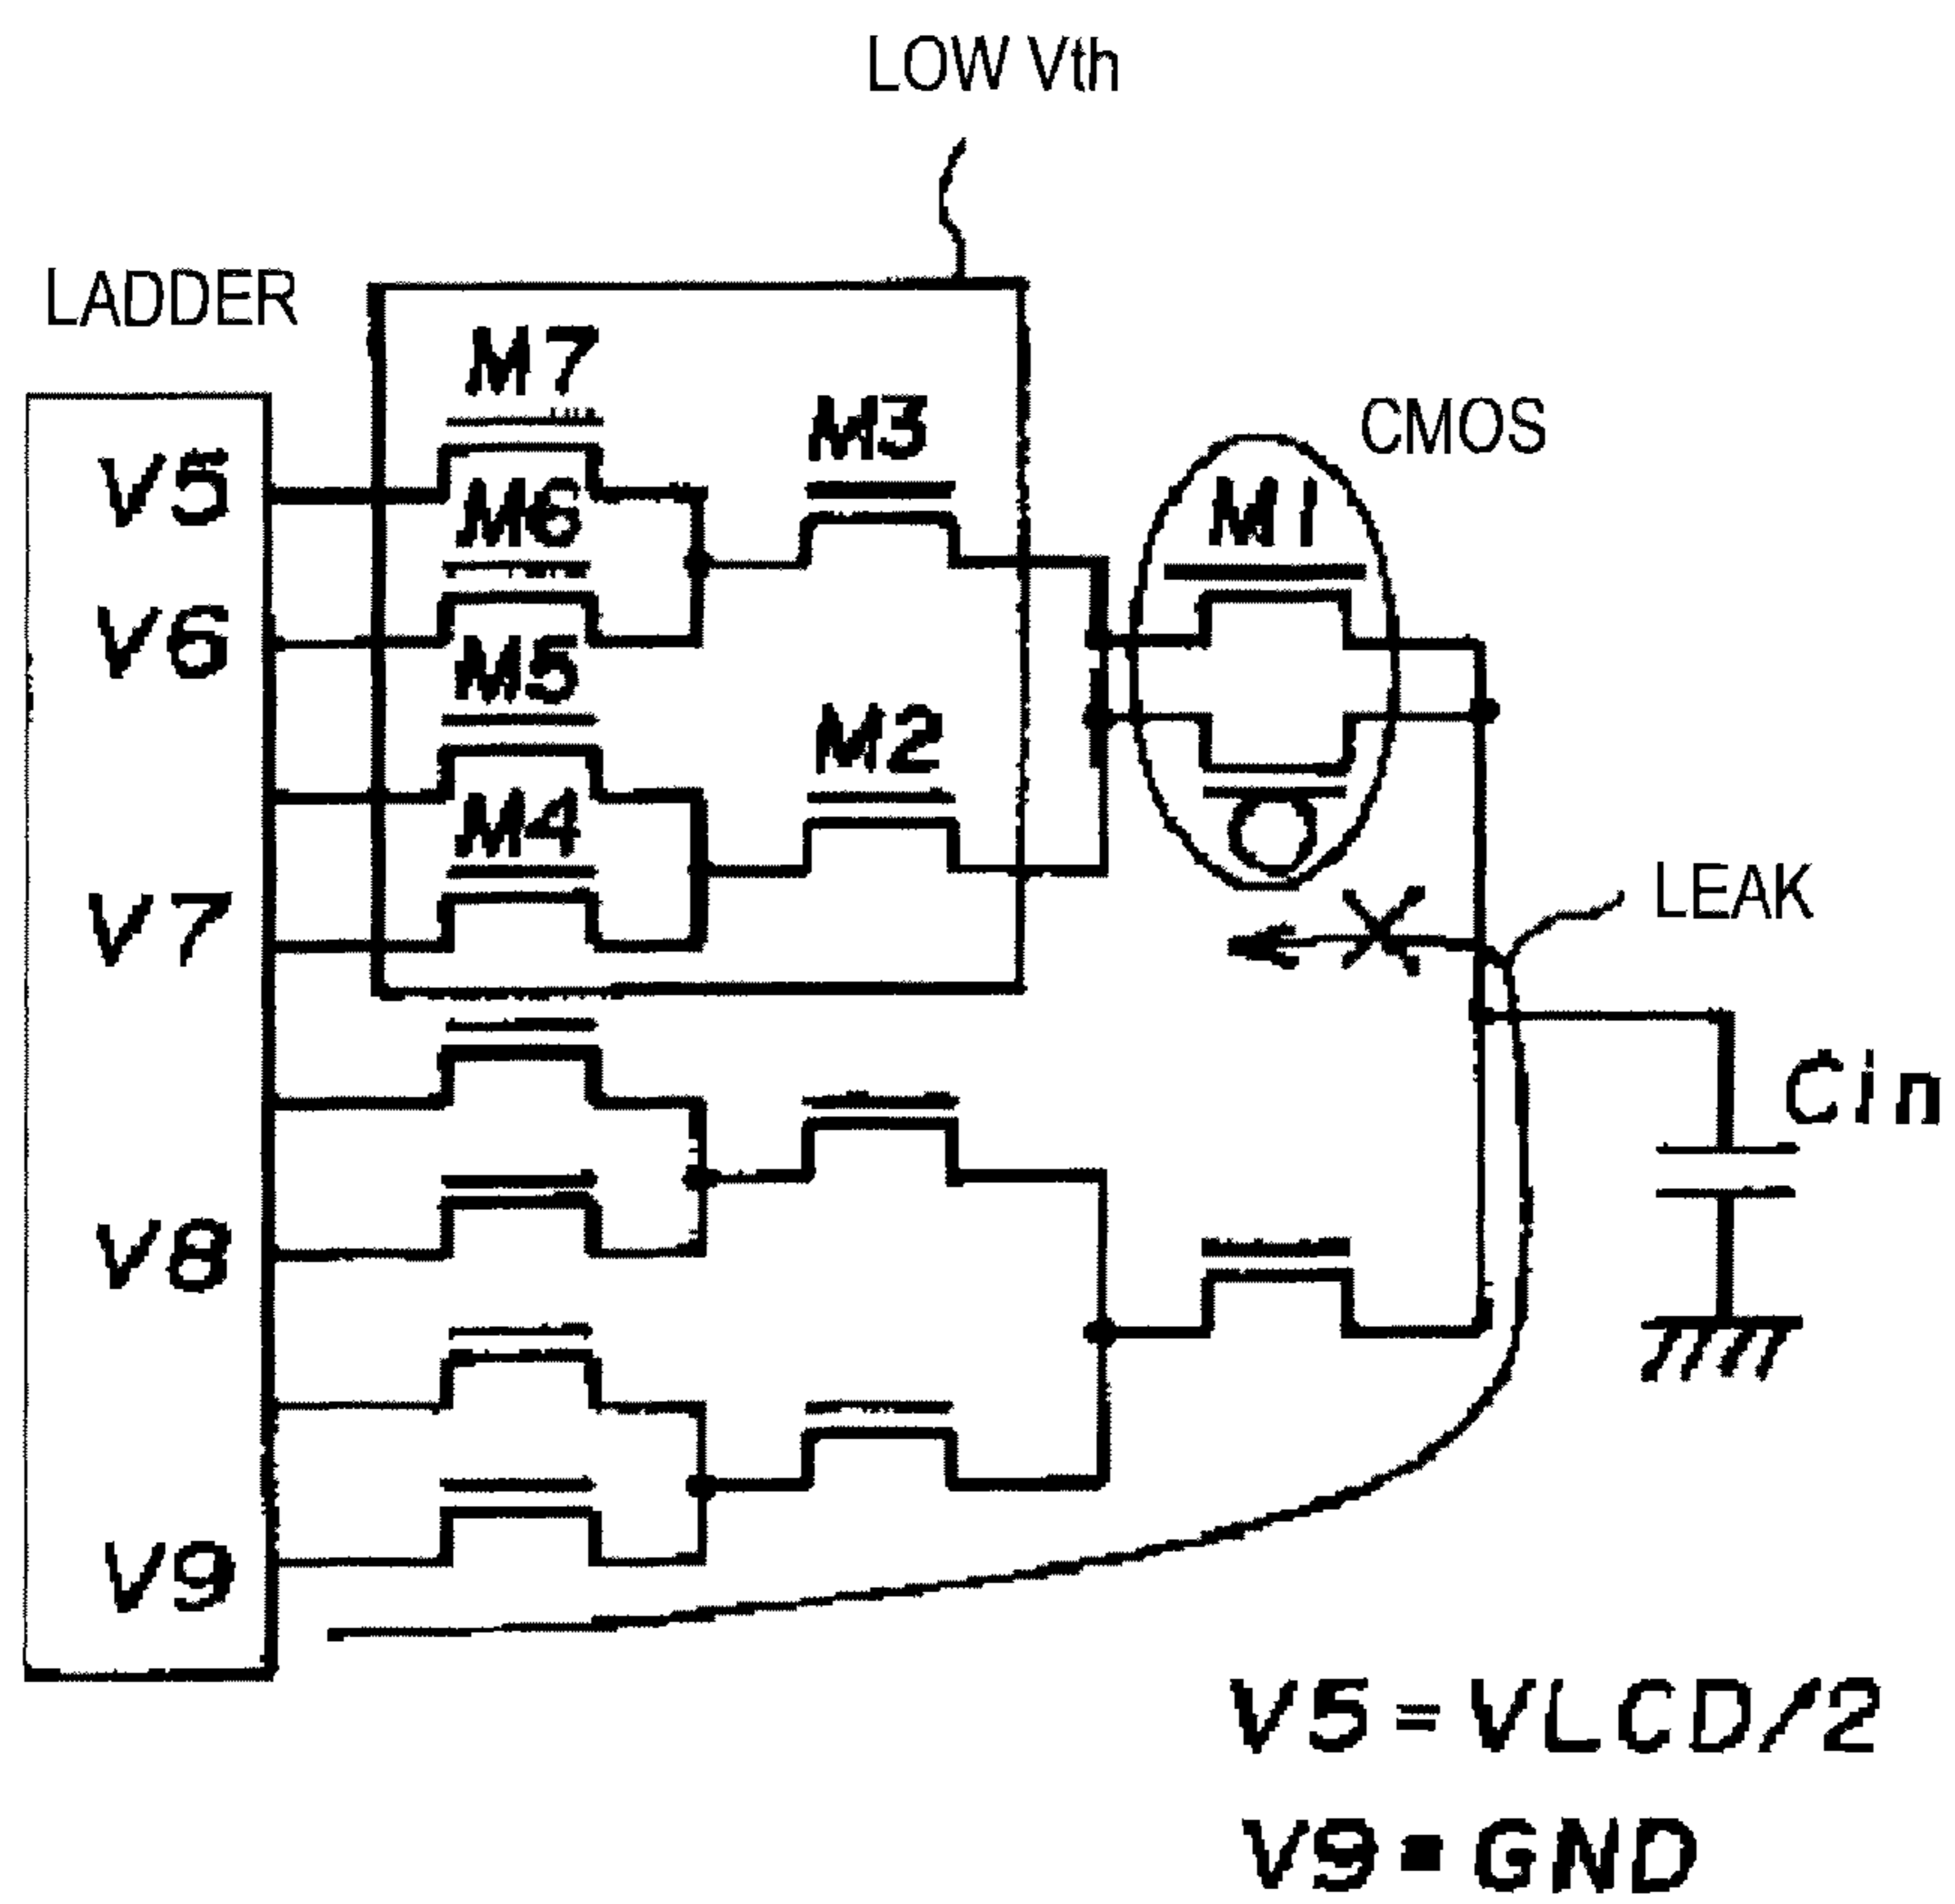 LOW Vth
LADDER
M7
M3
CMOS
V5
M6
M1
V6
M5
M2
M4
V7
LEAK
Cin
V8
V9
V5=VLCD/2
V9=GND